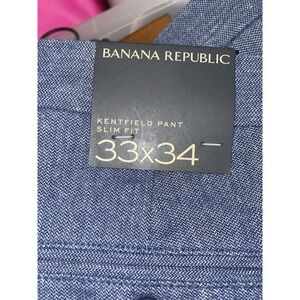 BANANA REPUBLIC
KENTFIELD PANT
SLIM FIT
33x34